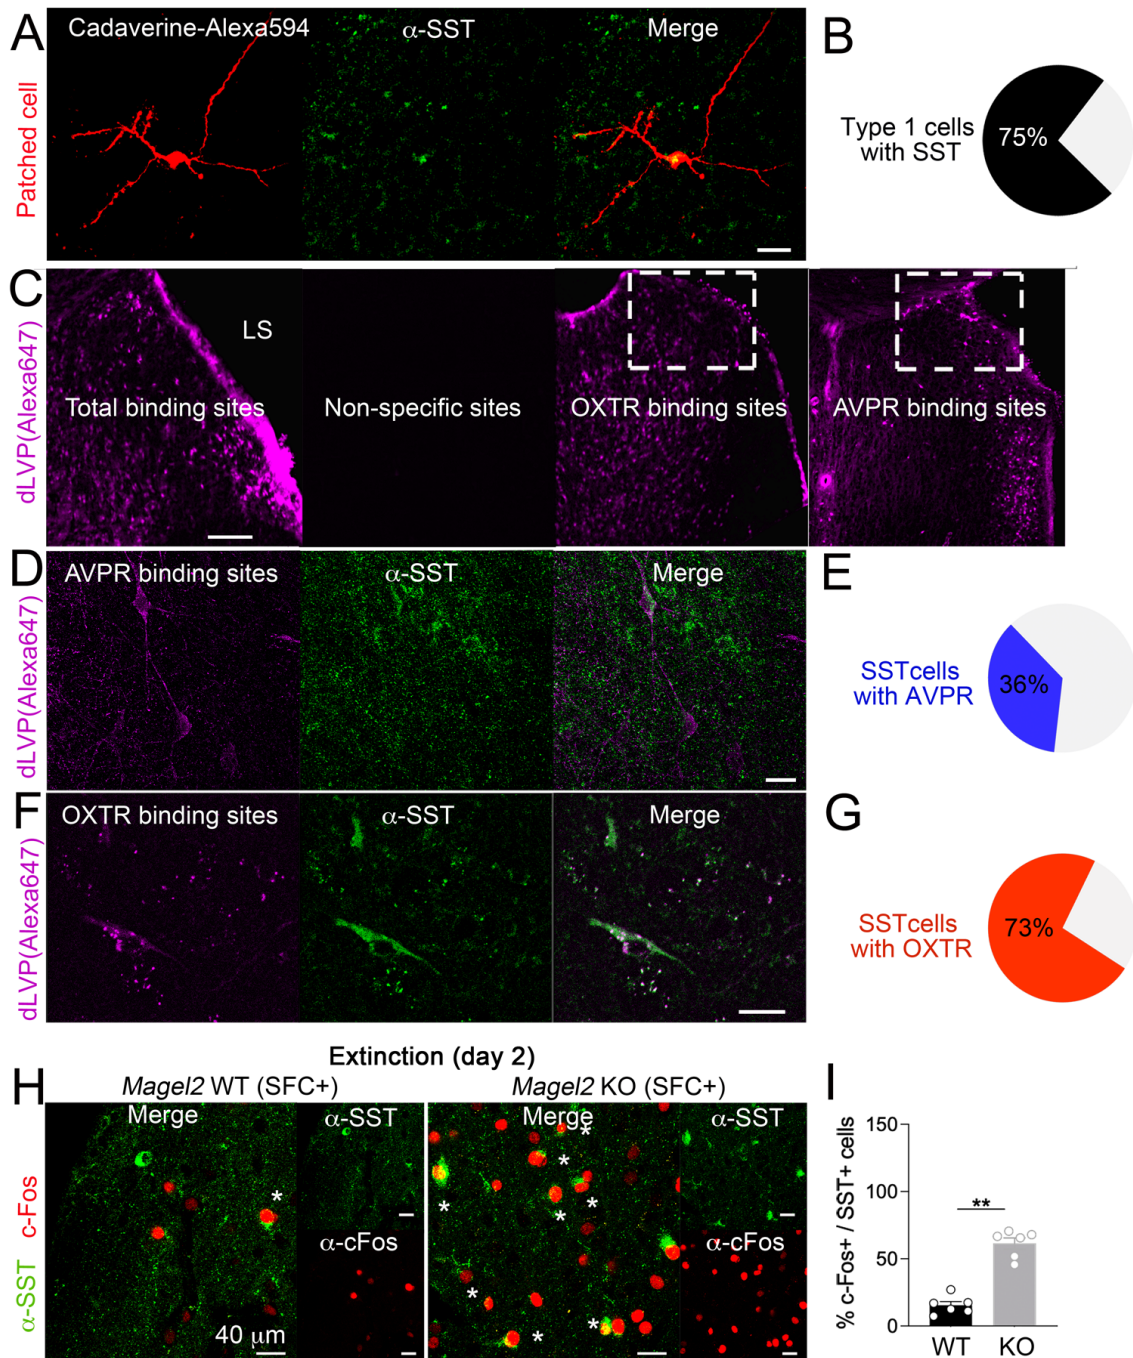 A
Cadaverine-Alexa594
α-SST
Merge
Patched cell
B
Type 1 cells
with SST
75%
C
dLVP(Alexa647)
LS
Total binding sites
Non-specific sites
OXTR binding sites
AVPR binding sites
D
dLVP(Alexa647)
AVPR binding sites
α-SST
Merge
E
SSTcells
with AVPR
36%
F
dLVP(Alexa647)
OXTR binding sites
α-SST
Merge
G
SSTcells
with OXTR
73%
Extinction (day 2)
H
Magel2 WT (SFC+)
Magel2 KO (SFC+)
α-SST c-Fos
Merge
α-SST
α-cFos
*
40 μm
Merge
α-SST
α-cFos
*
*
*
*
*
*
*
*
I
% c-Fos+ / SST+ cells
150
100
50
0
**
WT
KO